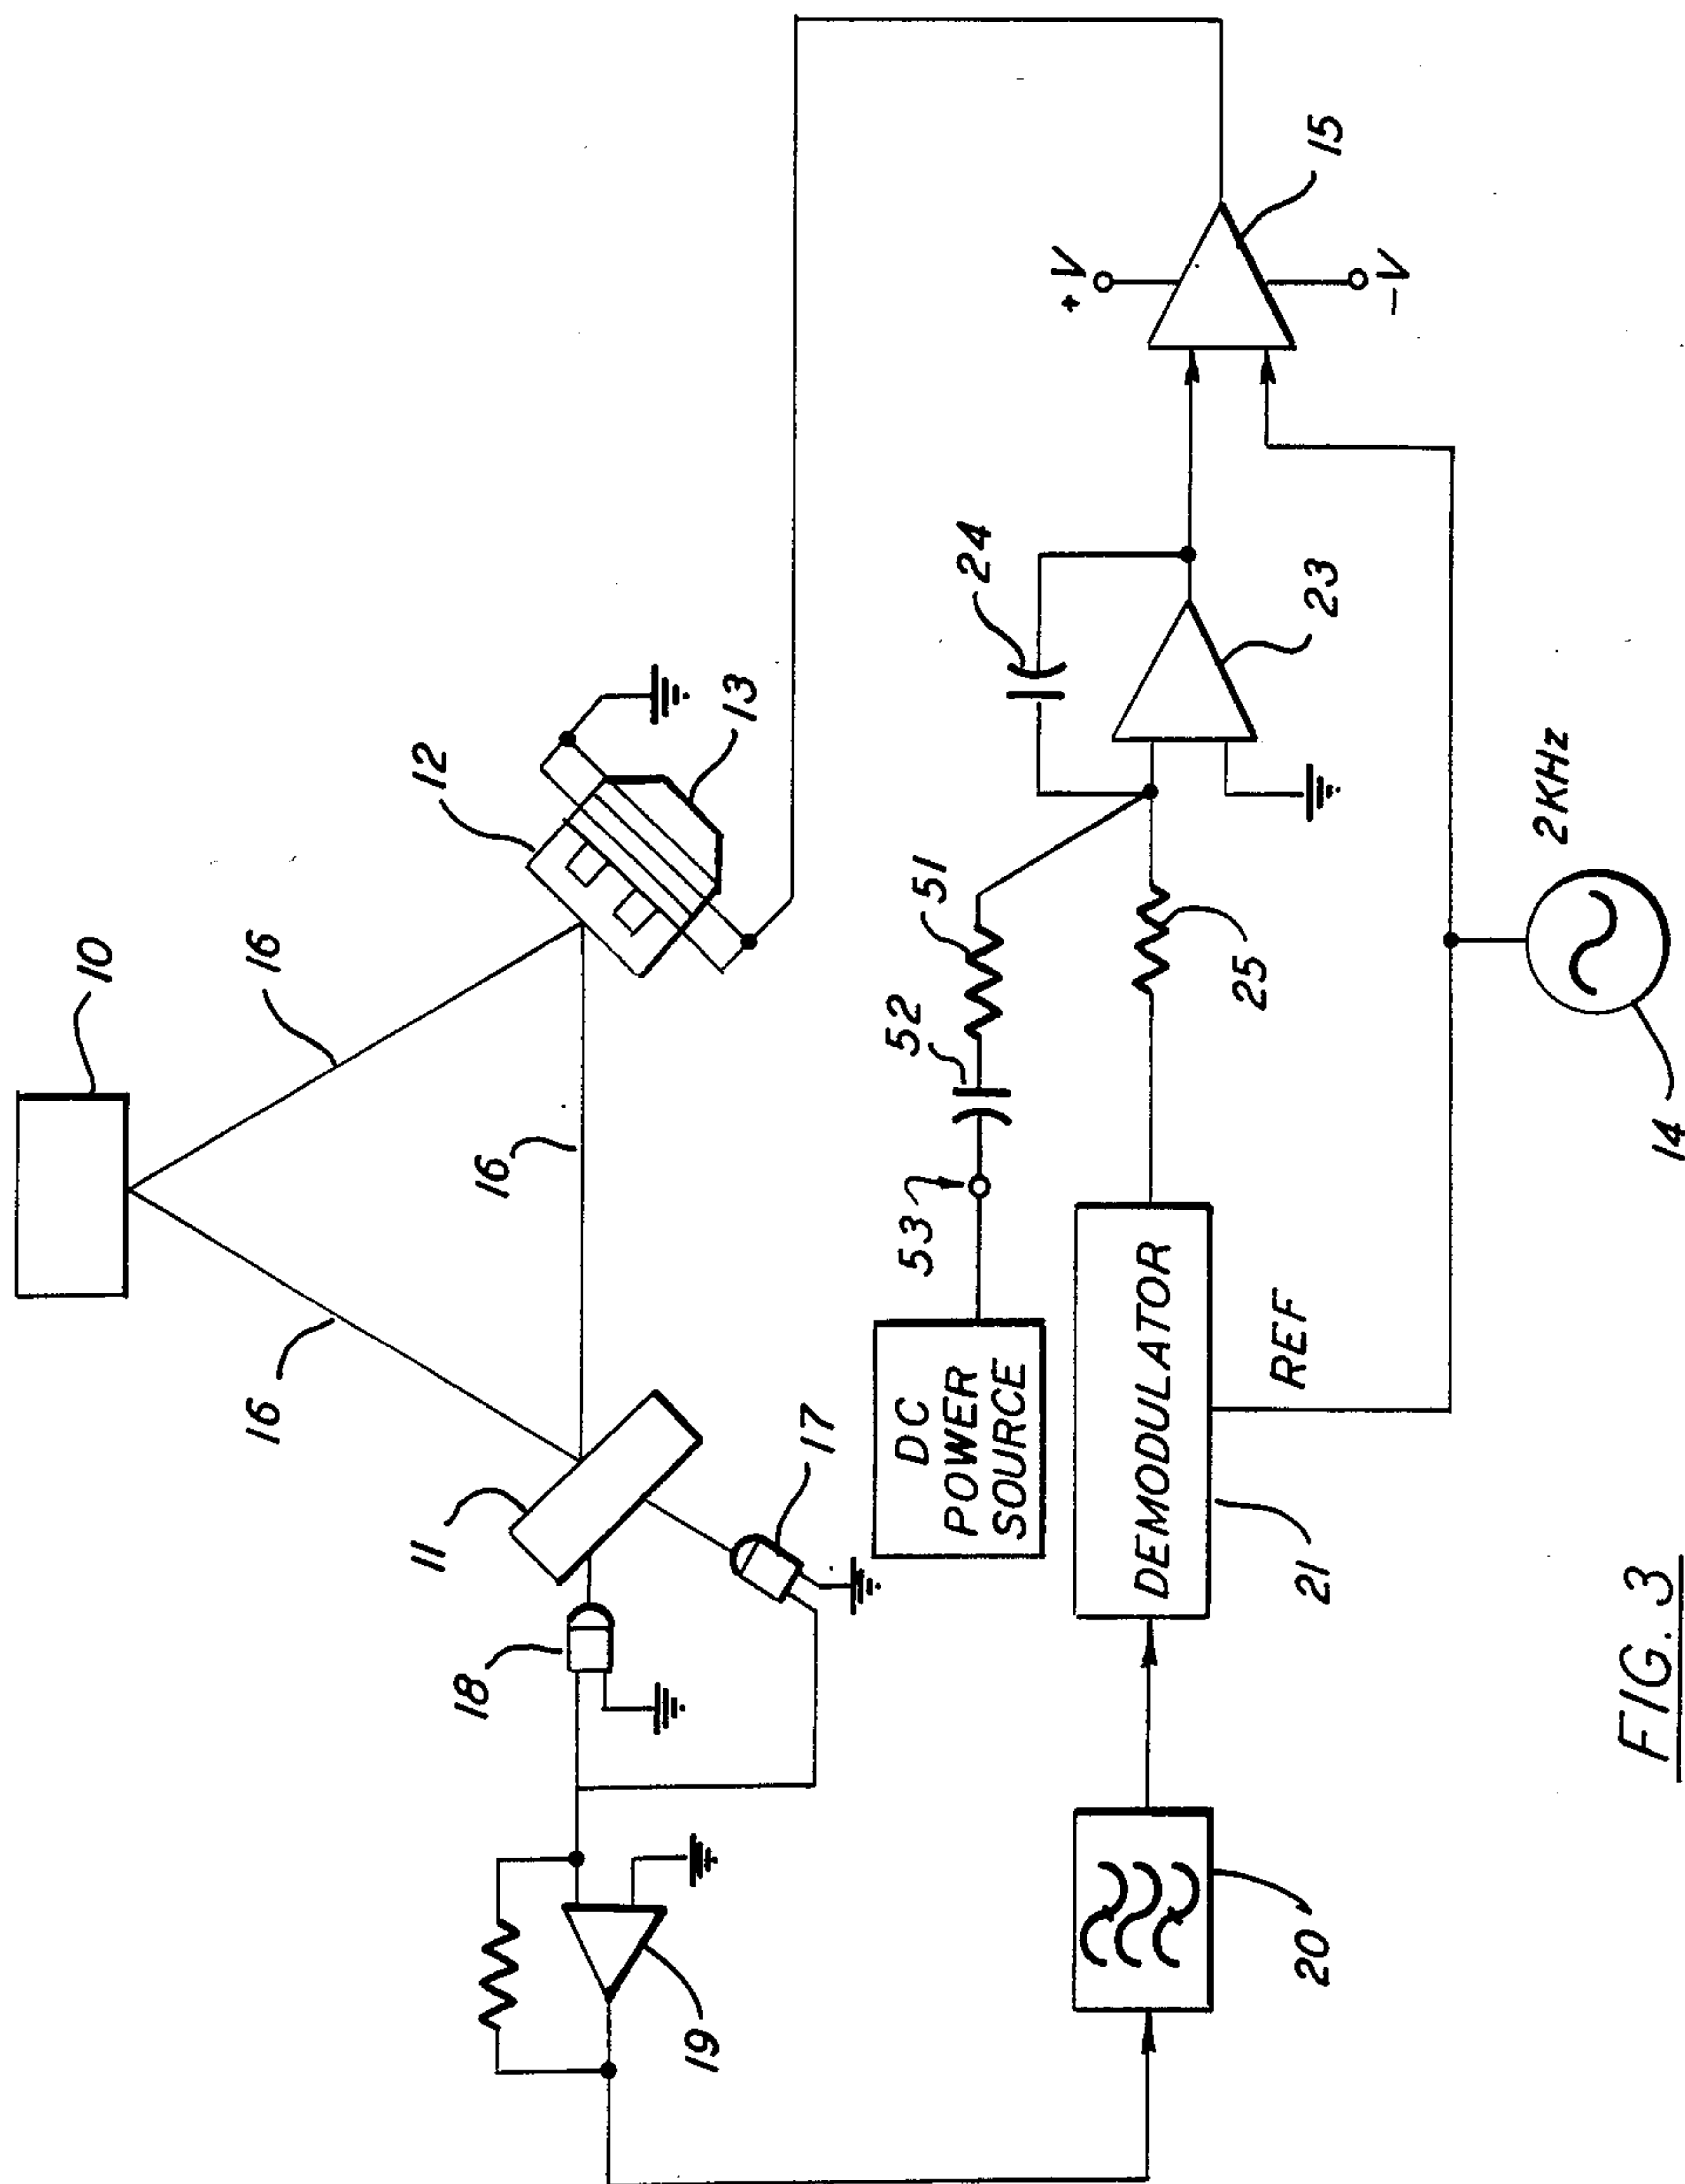 10
16
16
16
12
13
11
18
17
19
53
52
51
24
DC
POWER
SOURCE
25
23
+V
-V
15
DEMODULATOR
21
REF
20
2KHz
14
FIG. 3